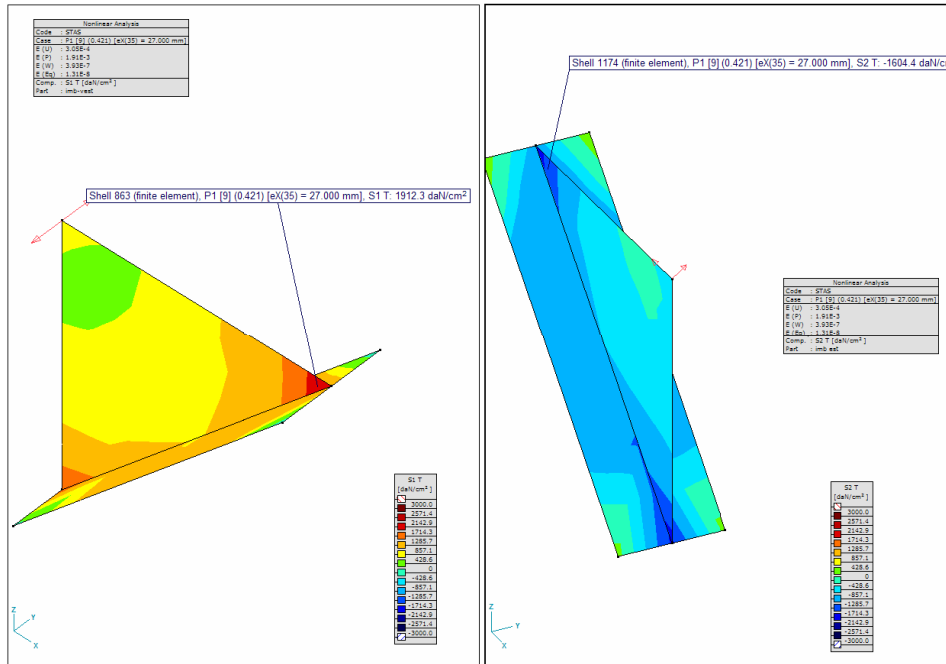 Nonlinear Analysis
Code : STAS
Case : P1 [9] (0.421) [eX(35) = 27.000 mm]
E (U) : 3.05E-4
E (P) : 1.91E-3
E (W) : 3.93E-7
E (Eq) : 1.31E-8
Comp. : S1 T [daN/cm²]
Part : imb-vest
Shell 863 (finite element), P1 [9] (0.421) [eX(35) = 27.000 mm], S1 T: 1912.3 daN/cm²
S1 T
[daN/cm²]
3000.0
2571.4
2142.9
1714.3
1285.7
857.1
428.6
0
-428.6
-857.1
-1285.7
-1714.3
-2142.9
-2571.4
-3000.0
Z
Y
X
Shell 1174 (finite element), P1 [9] (0.421) [eX(35) = 27.000 mm], S2 T: -1604.4 daN/c
Nonlinear Analysis
Code : STAS
Case : P1 [9] (0.421) [eX(35) = 27.000 mm]
E (U) : 3.05E-4
E (P) : 1.91E-3
E (W) : 3.93E-7
E (Eq) : 1.31E-8
Comp. : S2 T [daN/cm²]
Part : imb est
S2 T
[daN/cm²]
3000.0
2571.4
2142.9
1714.3
1285.7
857.1
428.6
0
-428.6
-857.1
-1285.7
-1714.3
-2142.9
-2571.4
-3000.0
Z
Y
X